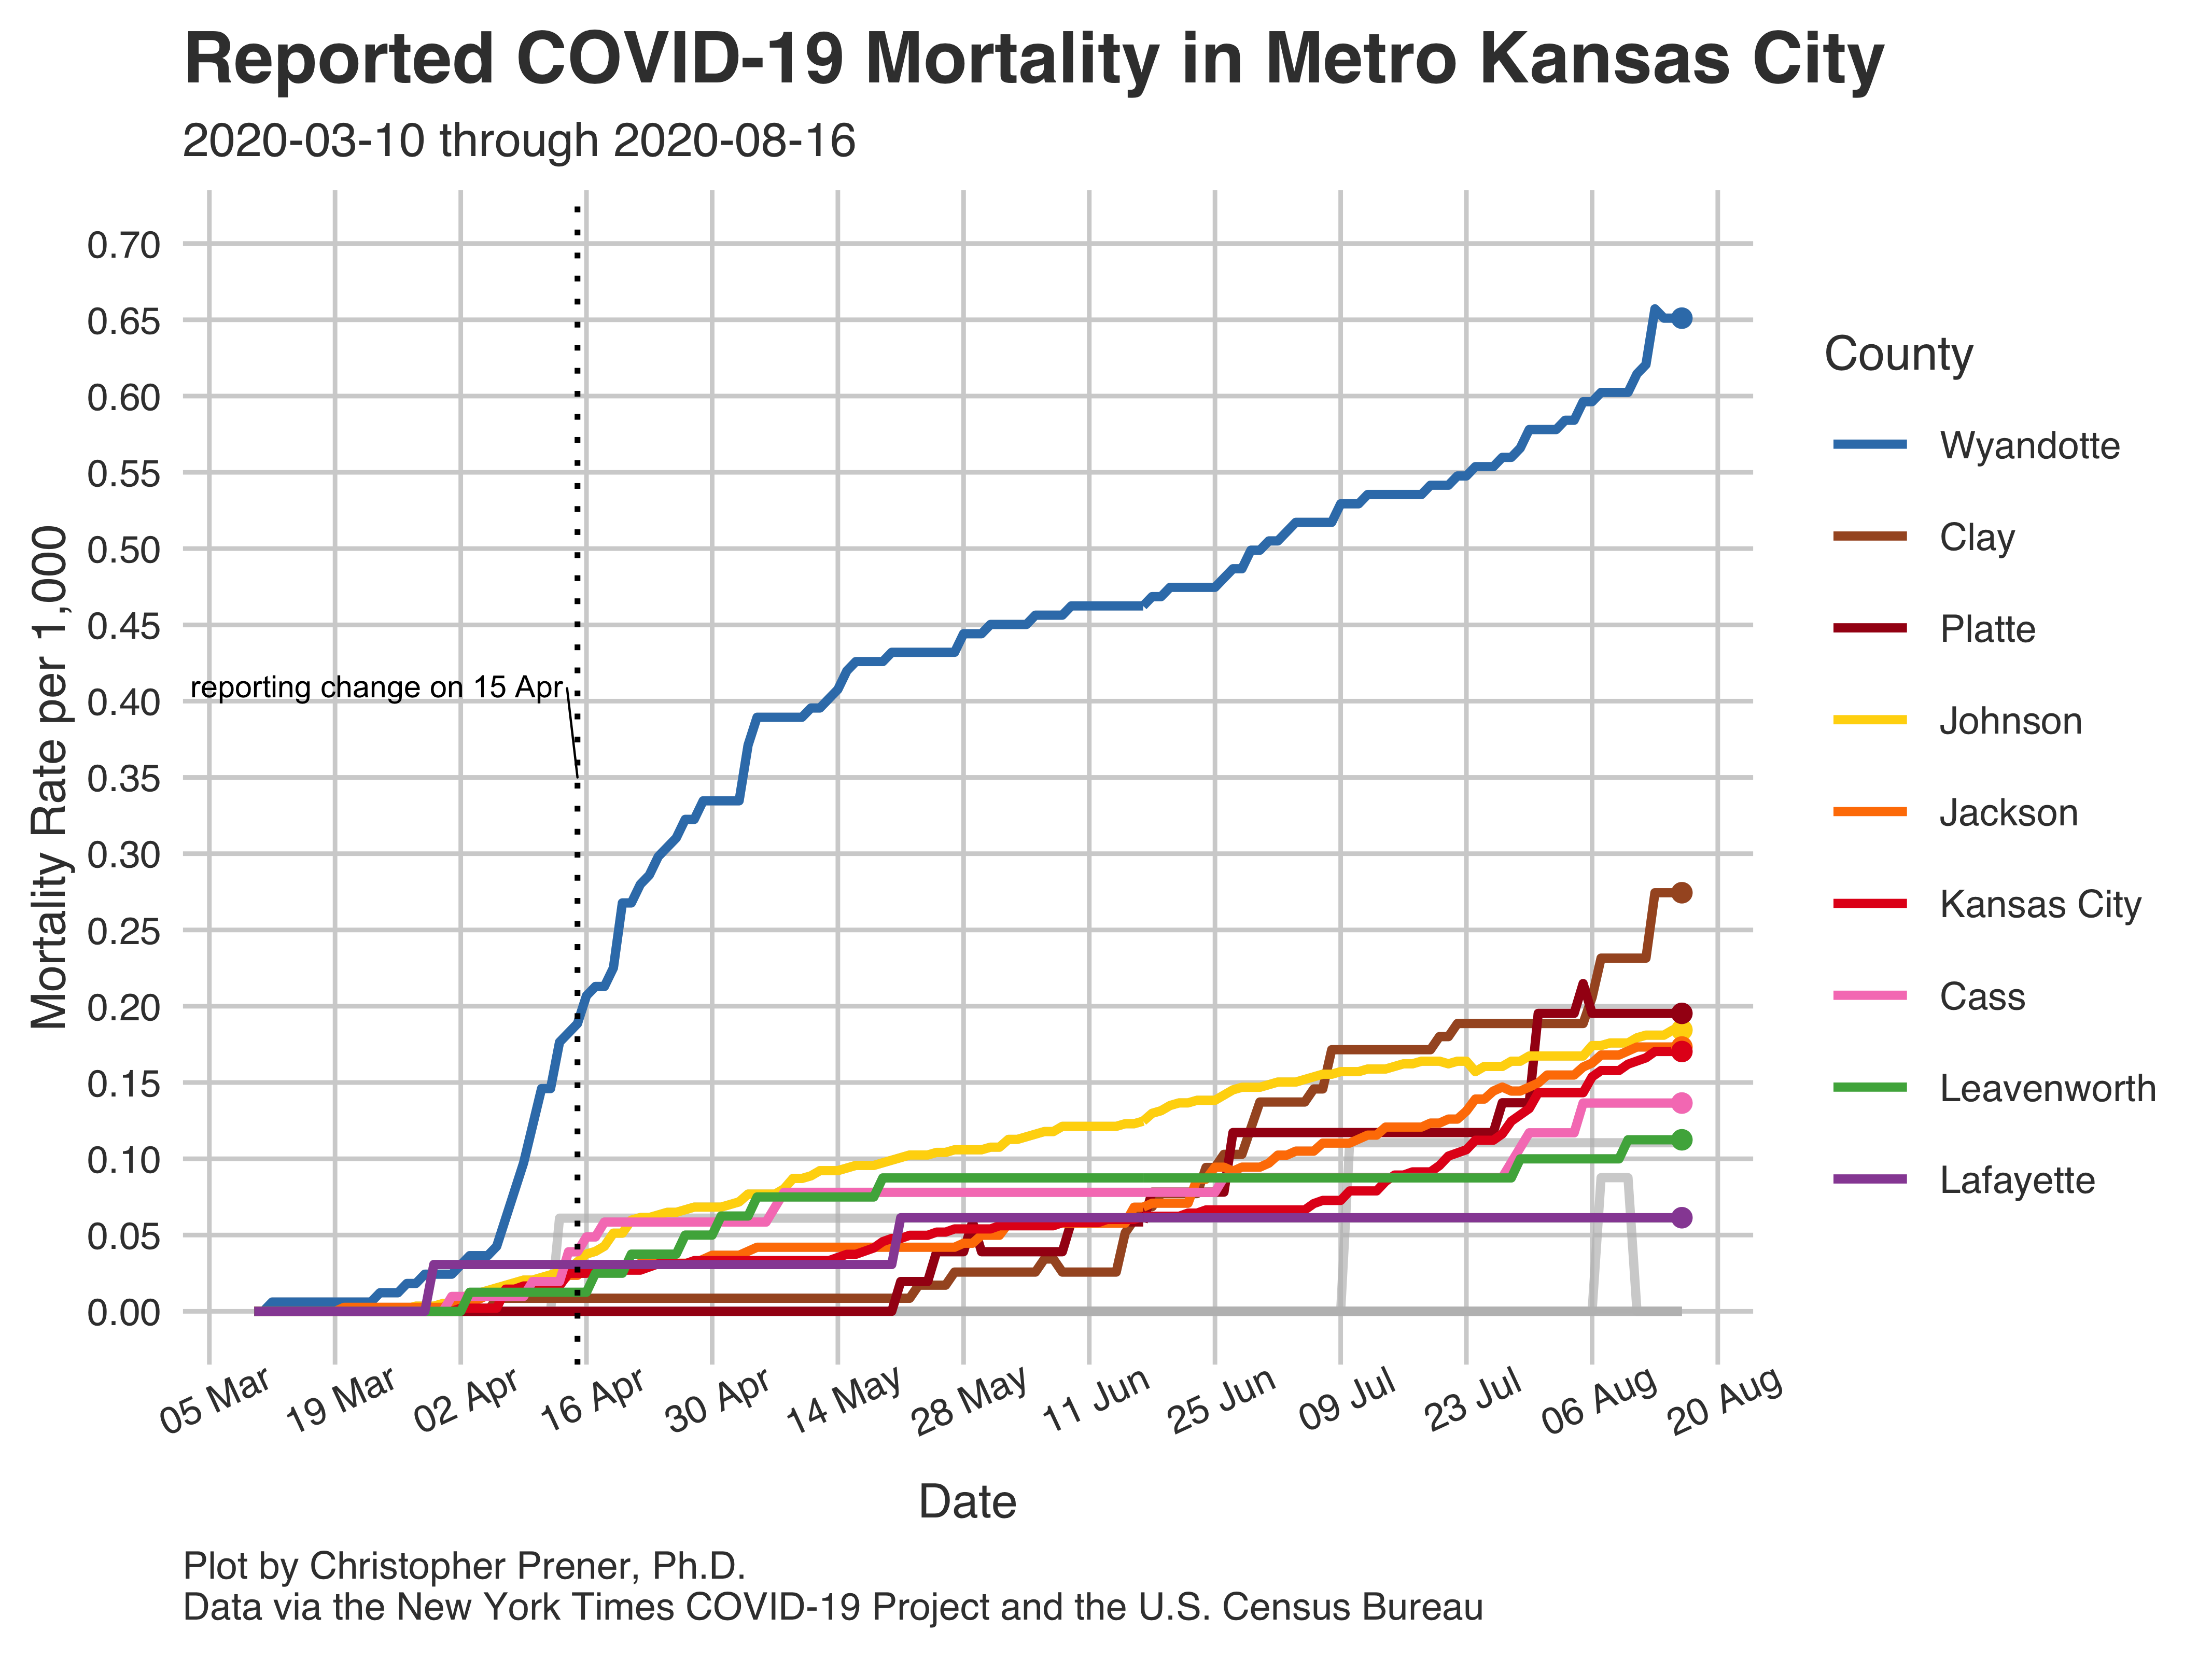 Reported COVID-19 Mortality in Metro Kansas City
2020-03-10 through 2020-08-16
Mortality Rate per 1,000
0.70
0.65
0.60
0.55
0.50
0.45
0.40
0.35
0.30
0.25
0.20
0.15
0.10
0.05
0.00
reporting change on 15 Apr
05 Mar
19 Mar
02 Apr
16 Apr
30 Apr
14 May
28 May
11 Jun
25 Jun
09 Jul
23 Jul
06 Aug
20 Aug
Date
County
Wyandotte
Clay
Platte
Johnson
Jackson
Kansas City
Cass
Leavenworth
Lafayette
Plot by Christopher Prener, Ph.D.
Data via the New York Times COVID-19 Project and the U.S. Census Bureau